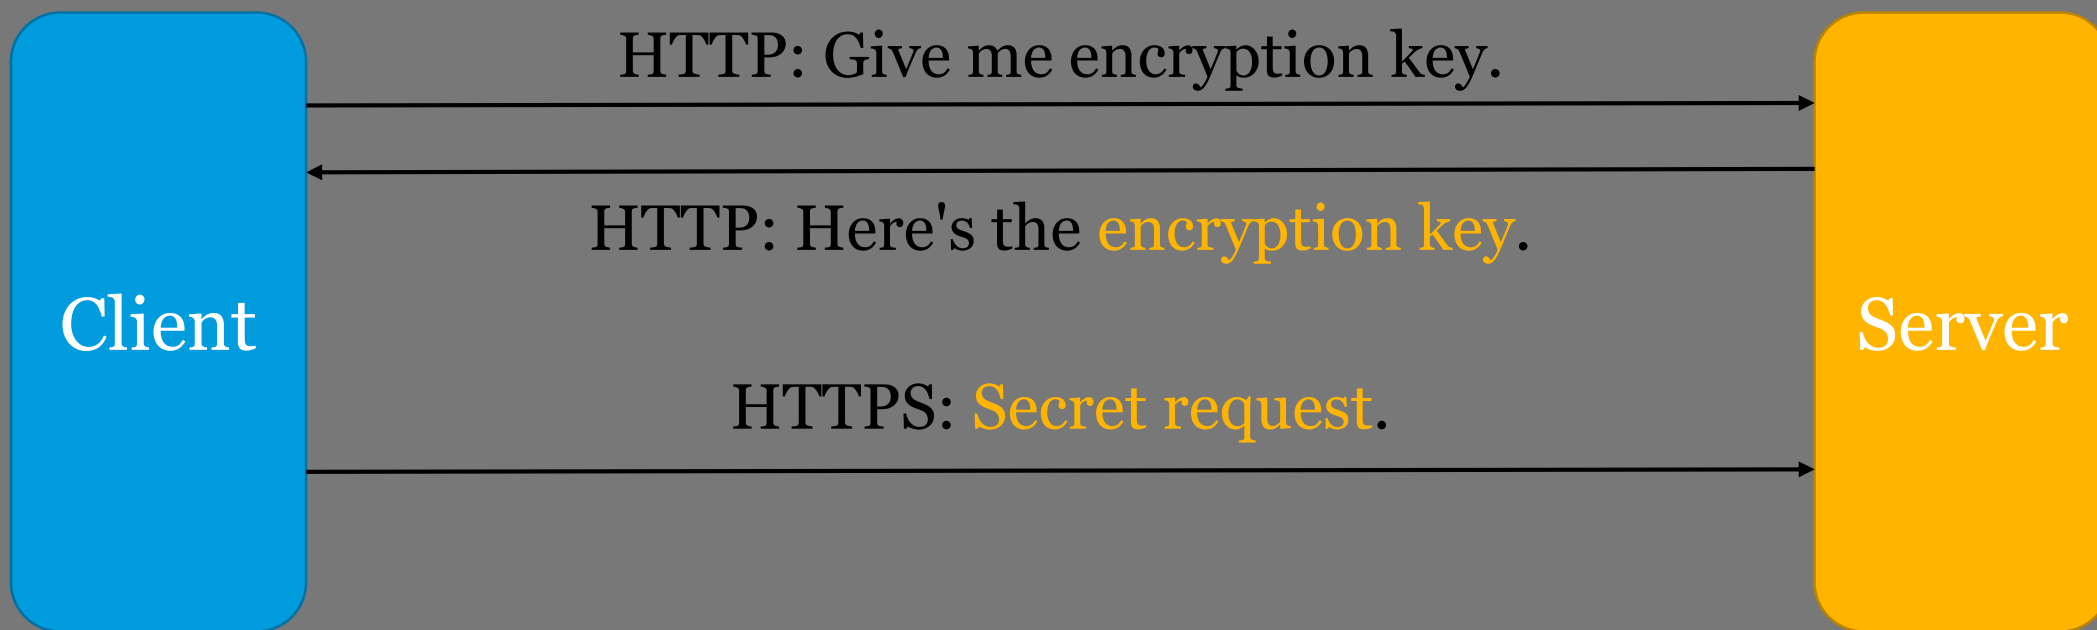 HTTP: Give me encryption key.
HTTP: Here's the encryption key.
Client
Server
HTTPS: Secret request.